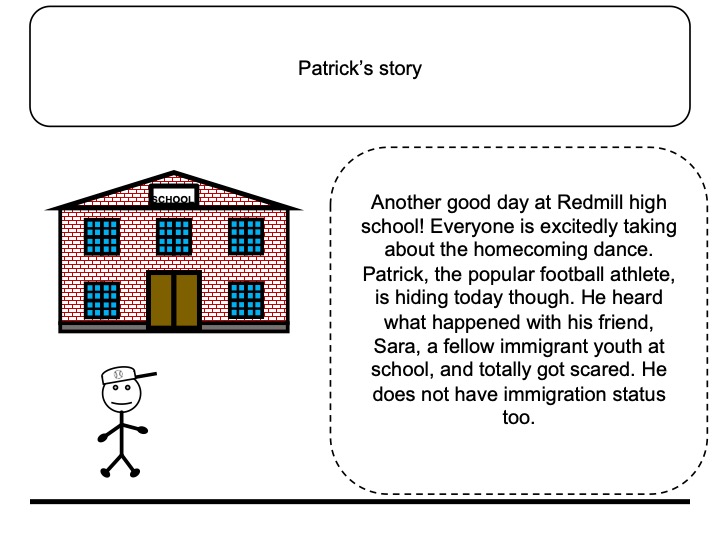 Patrick’s story
SCHOOL
Another good day at Redmill high
school! Everyone is excitedly taking
about the homecoming dance.
Patrick, the popular football athlete,
is hiding today though. He heard
what happened with his friend,
Sara, a fellow immigrant youth at
school, and totally got scared. He
does not have immigration status
too.